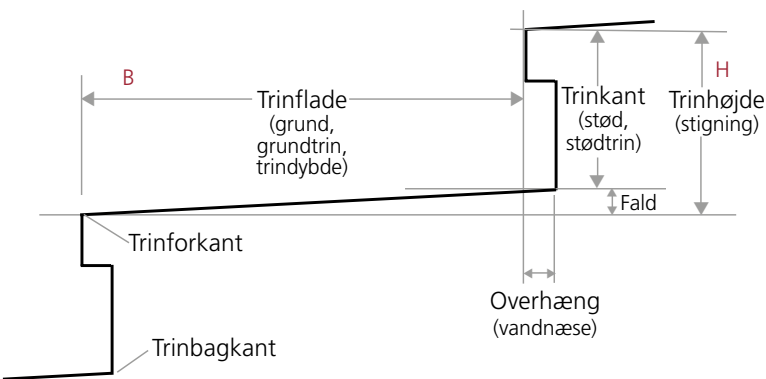 B
H
Trinflade
(grund,
grundtrin,
trindybde)
Trinkant
(stød,
stødtrin)
Trinhøjde
(stigning)
Fald
Trinforkant
Overhæng
(vandnæse)
Trinbagkant